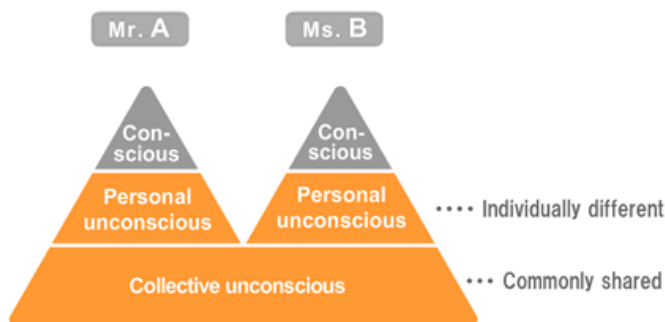 Mr. A
Ms. B
Con-
scious
Con-
scious
Personal
unconscious
Personal
unconscious
···· Individually different
Collective unconscious
··· Commonly shared